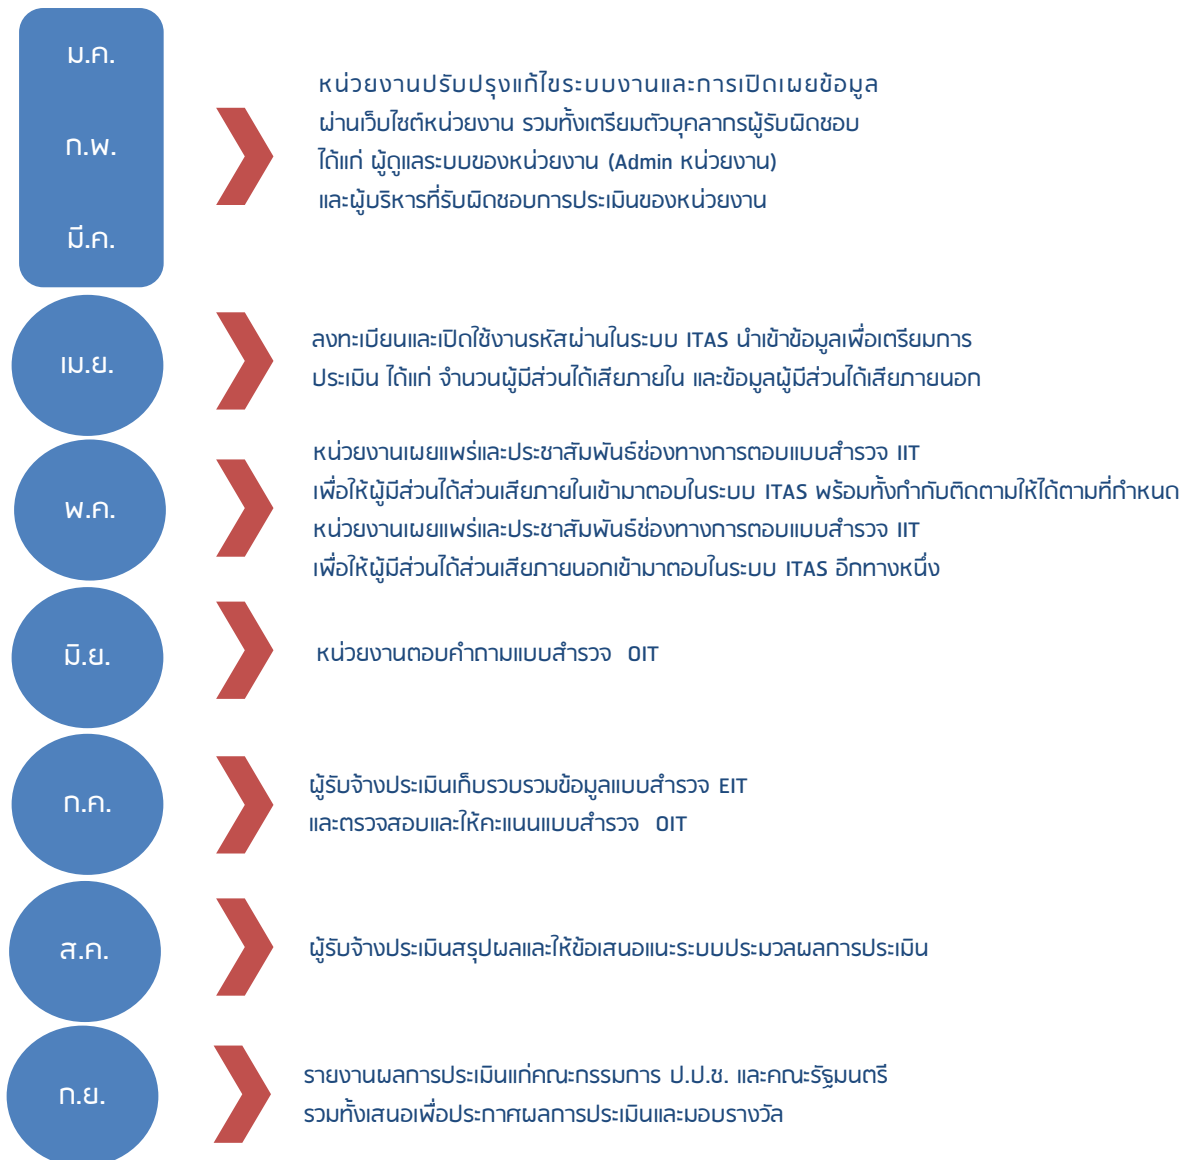 ม.ค.
ก.พ.
มี.ค.
หน่วยงานปรับปรุงแก้ไขระบบงานและการเปิดเผยข้อมูล
ผ่านเว็บไซต์หน่วยงาน รวมทั้งเตรียมตัวบุคลากรผู้รับผิดชอบ
ได้แก่ ผู้ดูแลระบบของหน่วยงาน (Admin หน่วยงาน)
และผู้บริหารที่รับผิดชอบการประเมินของหน่วยงาน
เม.ย.
ลงทะเบียนและเปิดใช้งานรหัสผ่านในระบบ ITAS นำเข้าข้อมูลเพื่อเตรียมการ
ประเมิน ได้แก่ จำนวนผู้มีส่วนได้เสียภายใน และข้อมูลผู้มีส่วนได้เสียภายนอก
พ.ค.
หน่วยงานเผยแพร่และประชาสัมพันธ์ช่องทางการตอบแบบสำรวจ IIT
เพื่อให้ผู้มีส่วนได้ส่วนเสียภายในเข้ามาตอบในระบบ ITAS พร้อมทั้งกำกับติดตามให้ได้ตามที่กำหนด
หน่วยงานเผยแพร่และประชาสัมพันธ์ช่องทางการตอบแบบสำรวจ IIT
เพื่อให้ผู้มีส่วนได้ส่วนเสียภายนอกเข้ามาตอบในระบบ ITAS อีกทางหนึ่ง
มิ.ย.
หน่วยงานตอบคำถามแบบสำรวจ OIT
ก.ค.
ผู้รับจ้างประเมินเก็บรวบรวมข้อมูลแบบสำรวจ EIT
และตรวจสอบและให้คะแนนแบบสำรวจ OIT
ส.ค.
ผู้รับจ้างประเมินสรุปผลและให้ข้อเสนอแนะระบบประมวลผลการประเมิน
ก.ย.
รายงานผลการประเมินแก่คณะกรรมการ ป.ป.ช. และคณะรัฐมนตรี
รวมทั้งเสนอเพื่อประกาศผลการประเมินและมอบรางวัล